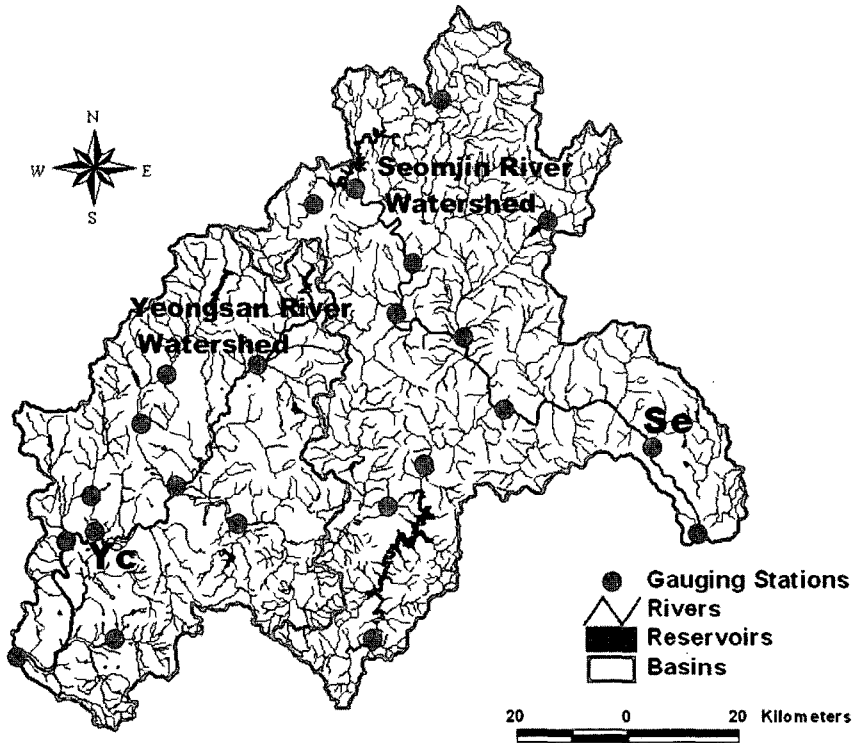 N
W E
S
Seomjin River
Watershed
Yeongsan River
Watershed
Se
Yc
Gauging Stations
Rivers
Reservoirs
Basins
20 0 20 Kilometers